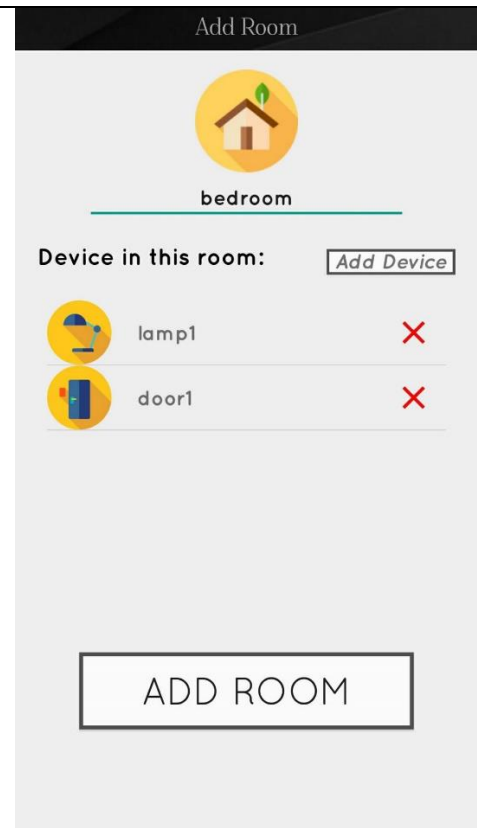 Add Room
bedroom
Device in this room:
Add Device
lamp1
door1
ADD ROOM